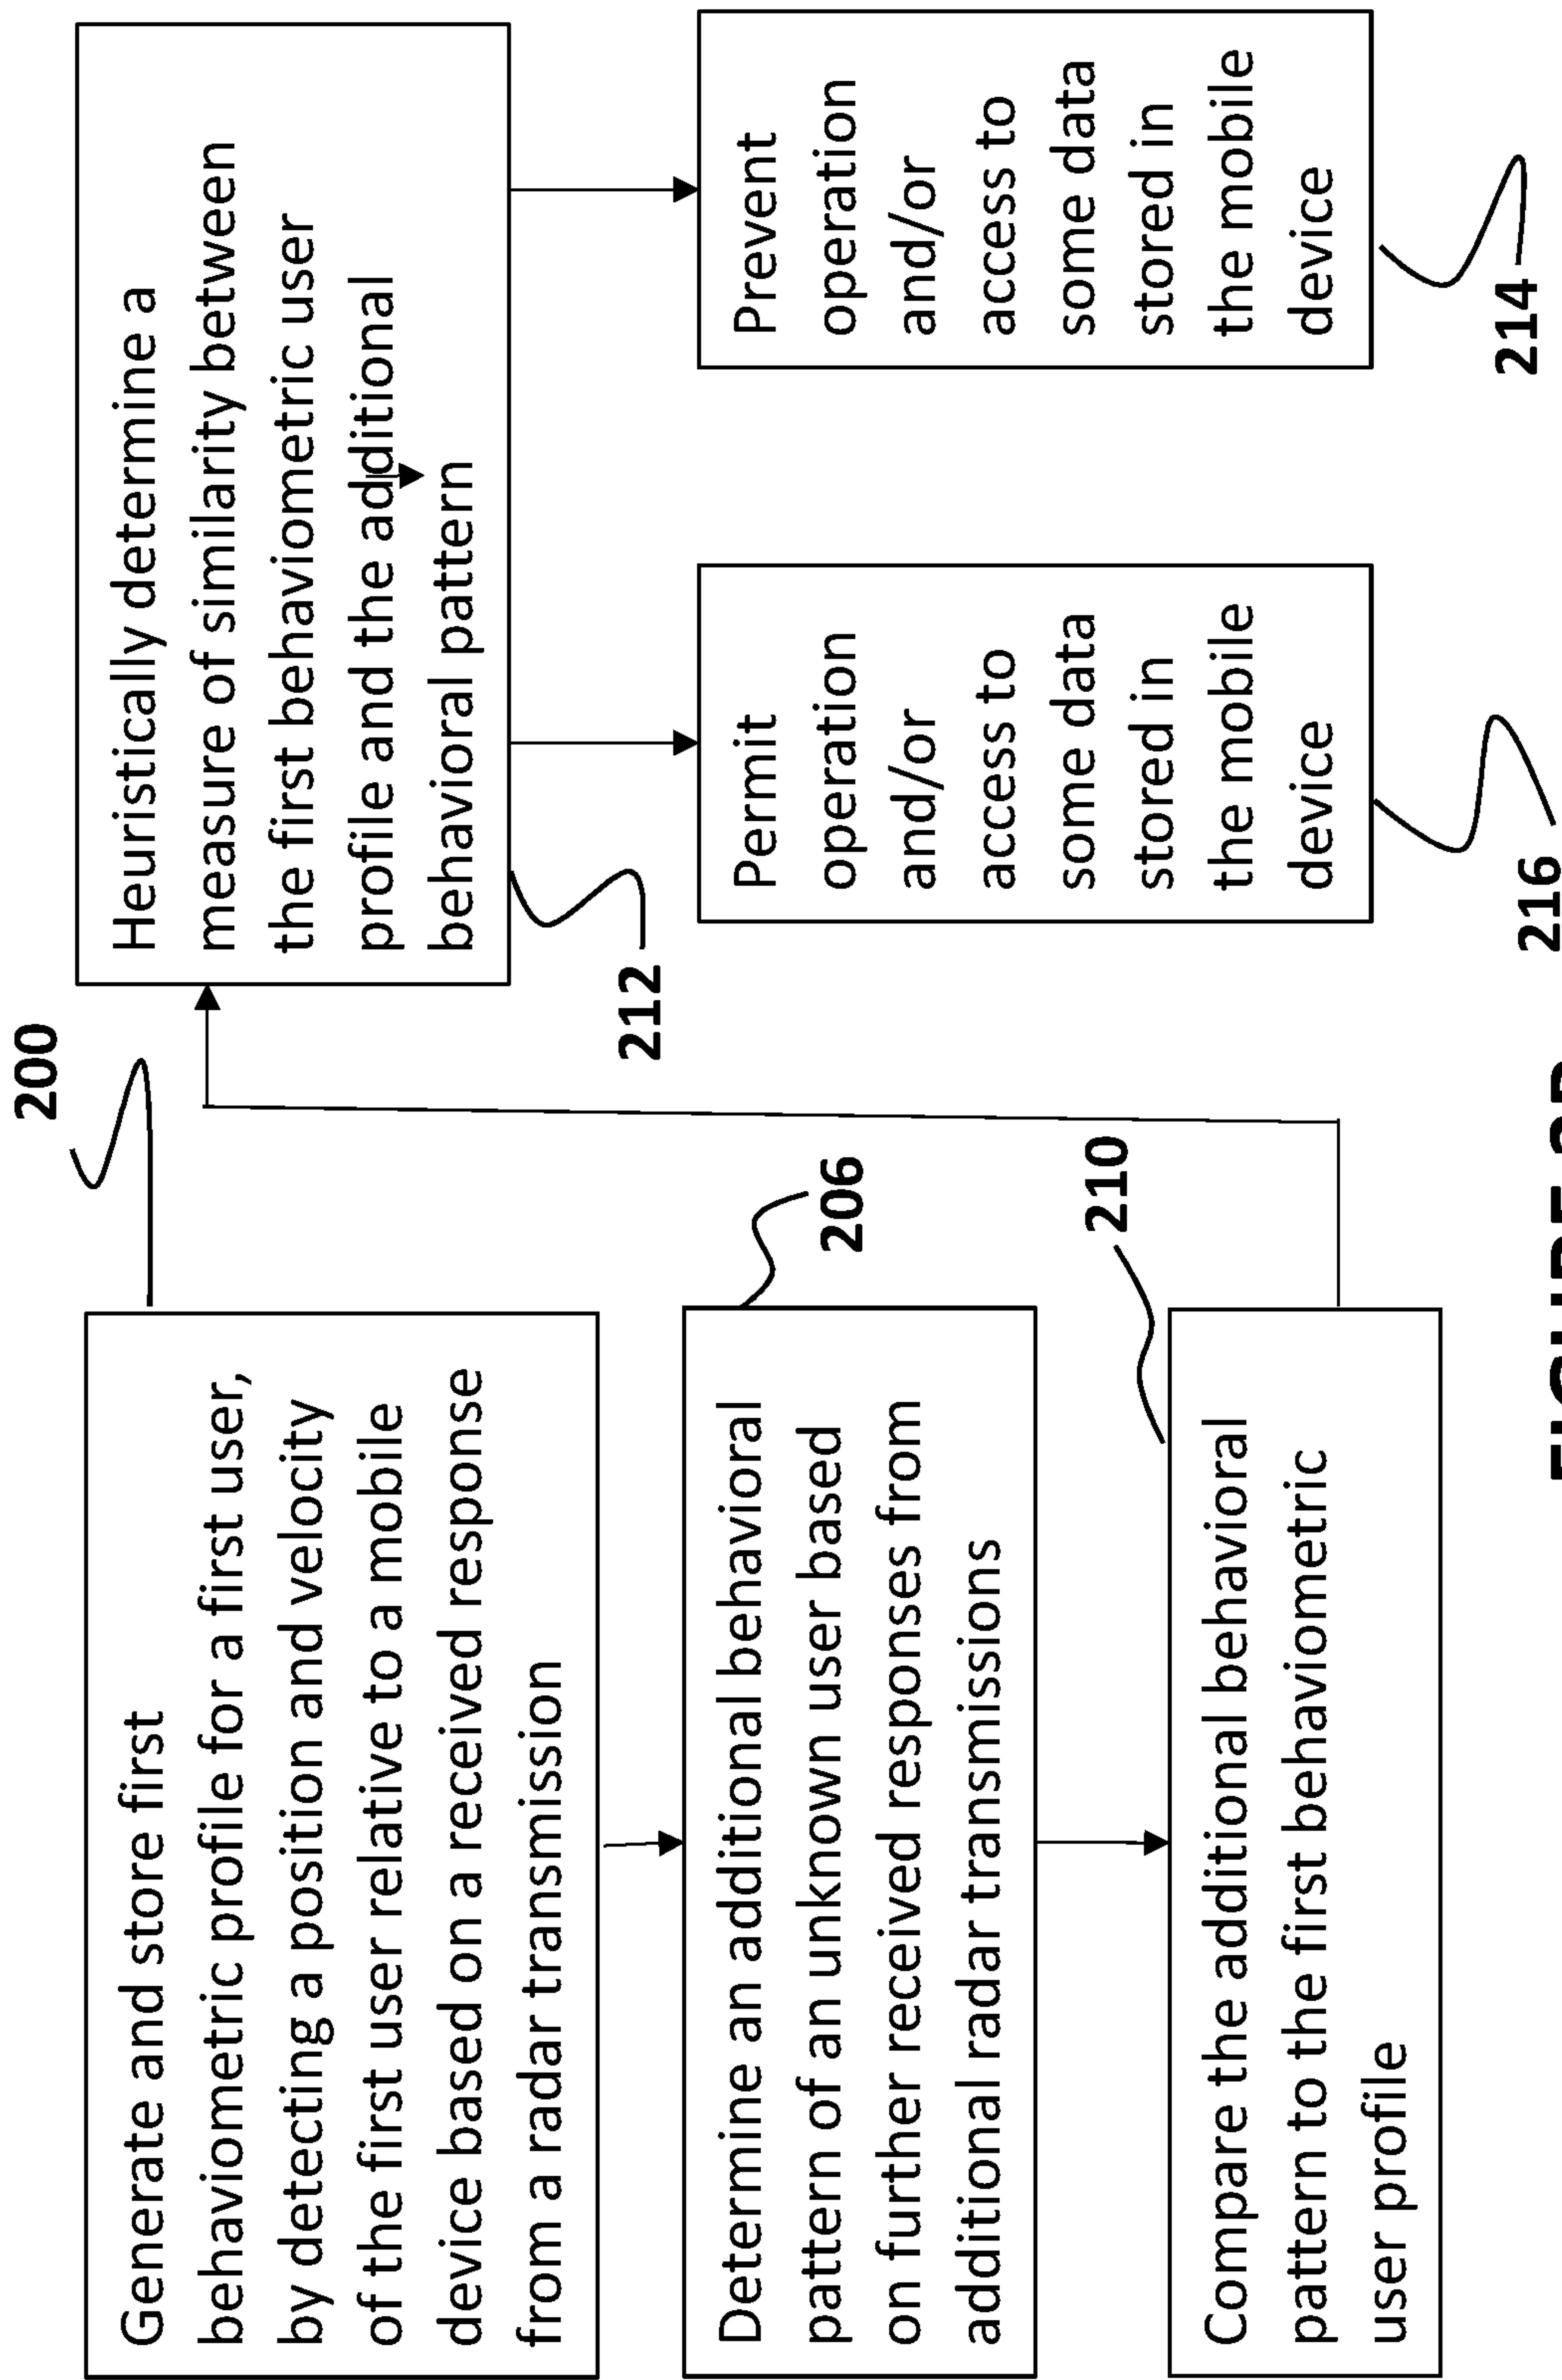 200
Generate and store first
behaviometric profile for a first user,
by detecting a position and velocity
of the first user relative to a mobile
device based on a received response
from a radar transmission
206
Determine an additional behavioral
pattern of an unknown user based
on further received responses from
additional radar transmissions
210
Compare the additional behavioral
pattern to the first behaviometric
user profile
Heuristically determine a
measure of similarity between
the first behaviometric user
profile and the additional
behavioral pattern
212
Permit
operation
and/or
access to
some data
stored in
the mobile
device
216
Prevent
operation
and/or
access to
some data
stored in
the mobile
device
214